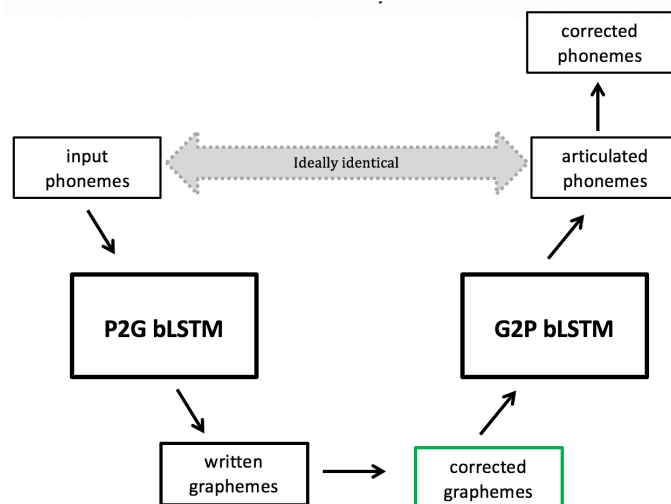 corrected
phonemes
input
phonemes
Ideally identical
articulated
phonemes
P2G bLSTM
G2P bLSTM
written
graphemes
corrected
graphemes